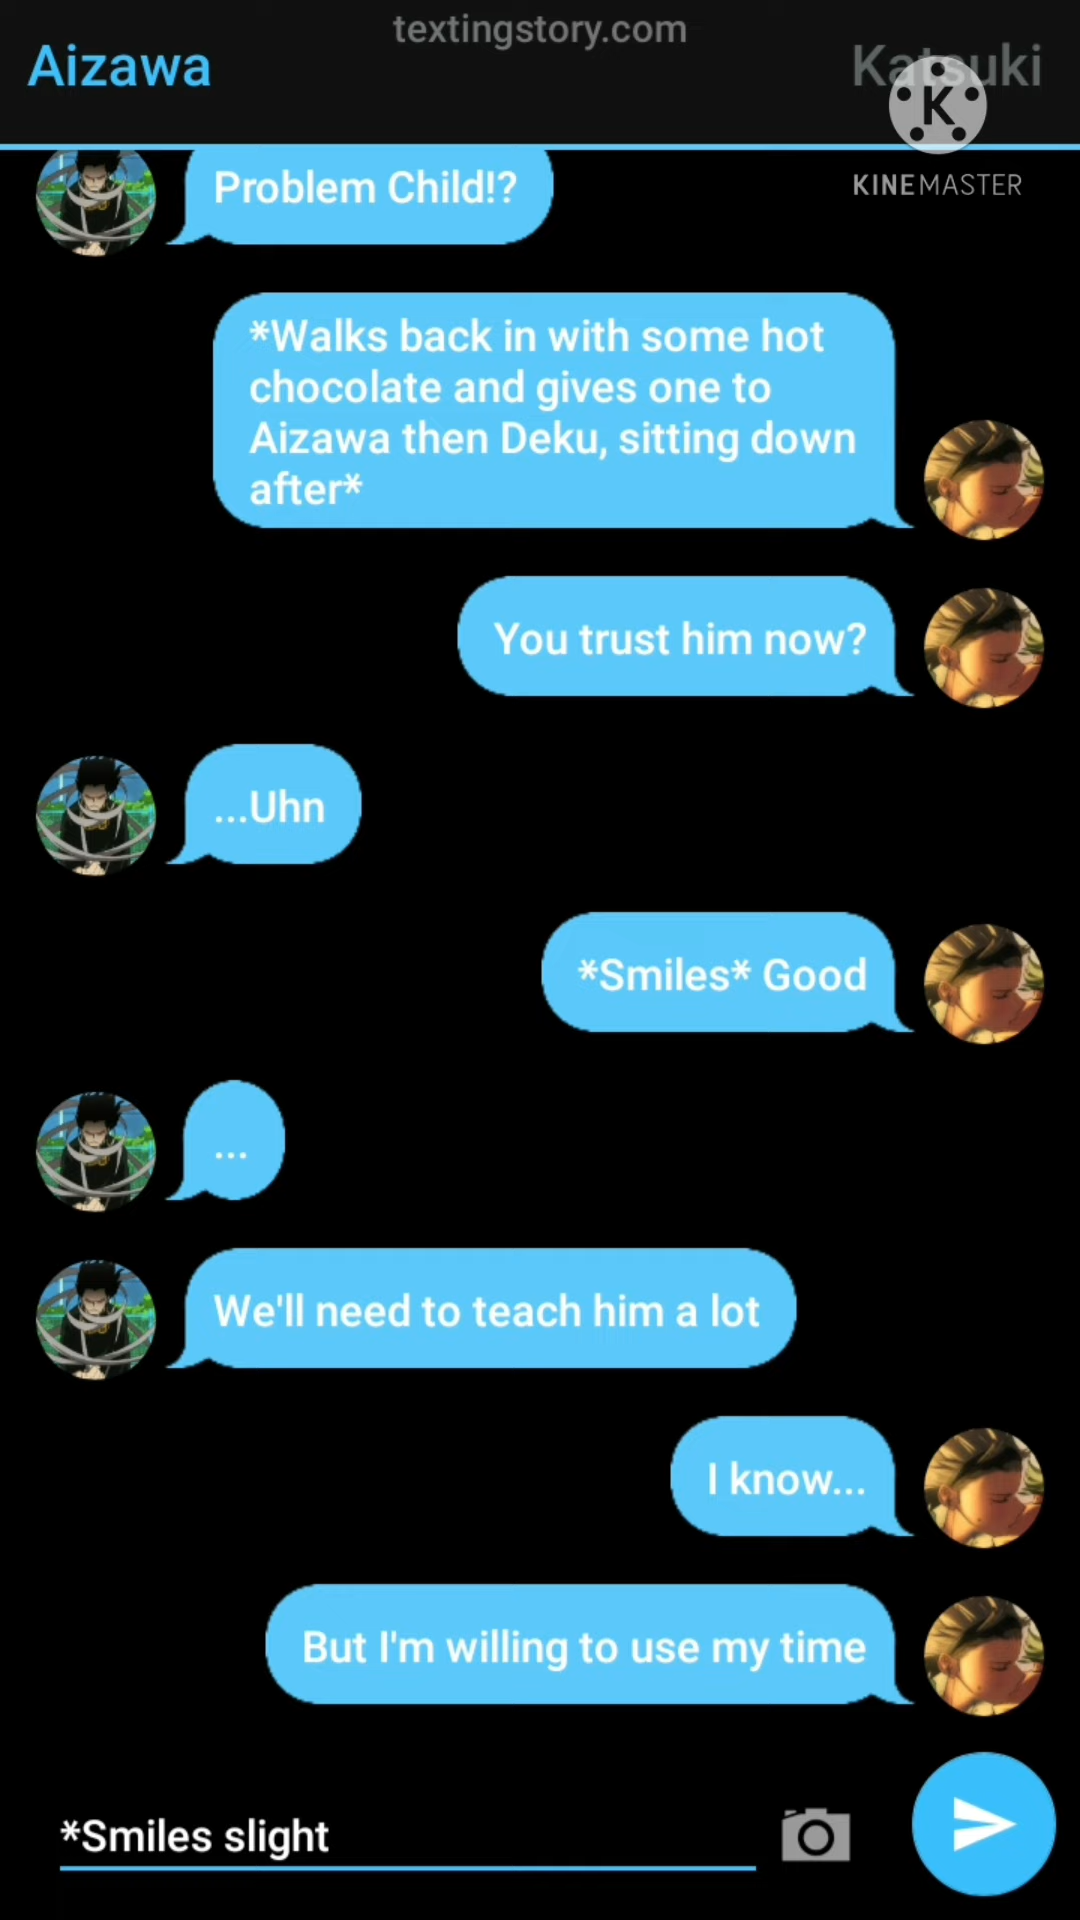 textingstory.com
Aizawa
Katsuki
K
KINEMASTER
Problem Child!?
*Walks back in with some hot
chocolate and gives one to
Aizawa then Deku, sitting down
after*
You trust him now?
...Uhn
*Smiles* Good
...
We'll need to teach him a lot
I know...
But I'm willing to use my time
*Smiles slight